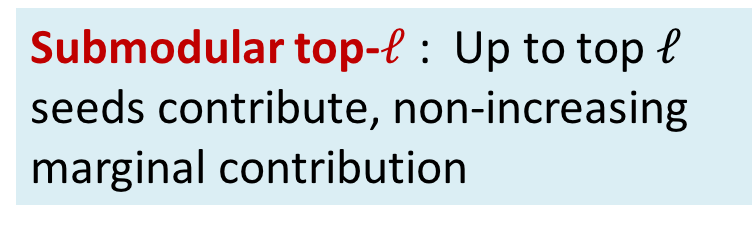 Submodular top-ℓ : Up to top ℓ
seeds contribute, non-increasing
marginal contribution